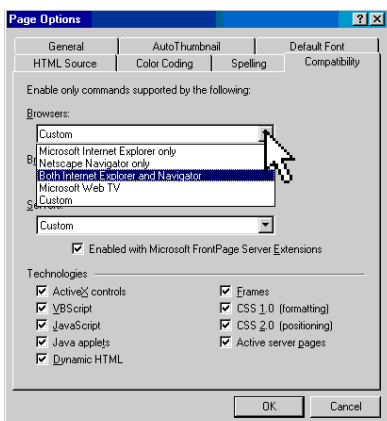 Page Options
General AutoThumbnail Default Font
HTML Source Color Coding Spelling Compatibility
Enable only commands supported by the following:
Browsers:
Custom
Microsoft Internet Explorer only
Netscape Navigator only
Both Internet Explorer and Navigator
Microsoft Web TV
Custom
Servers:
Custom
Enabled with Microsoft FrontPage Server Extensions
Technologies
ActiveX controls Frames
VBScript CSS 1.0 (formatting)
JavaScript CSS 2.0 (positioning)
Java applets Active server pages
Dynamic HTML
OK Cancel